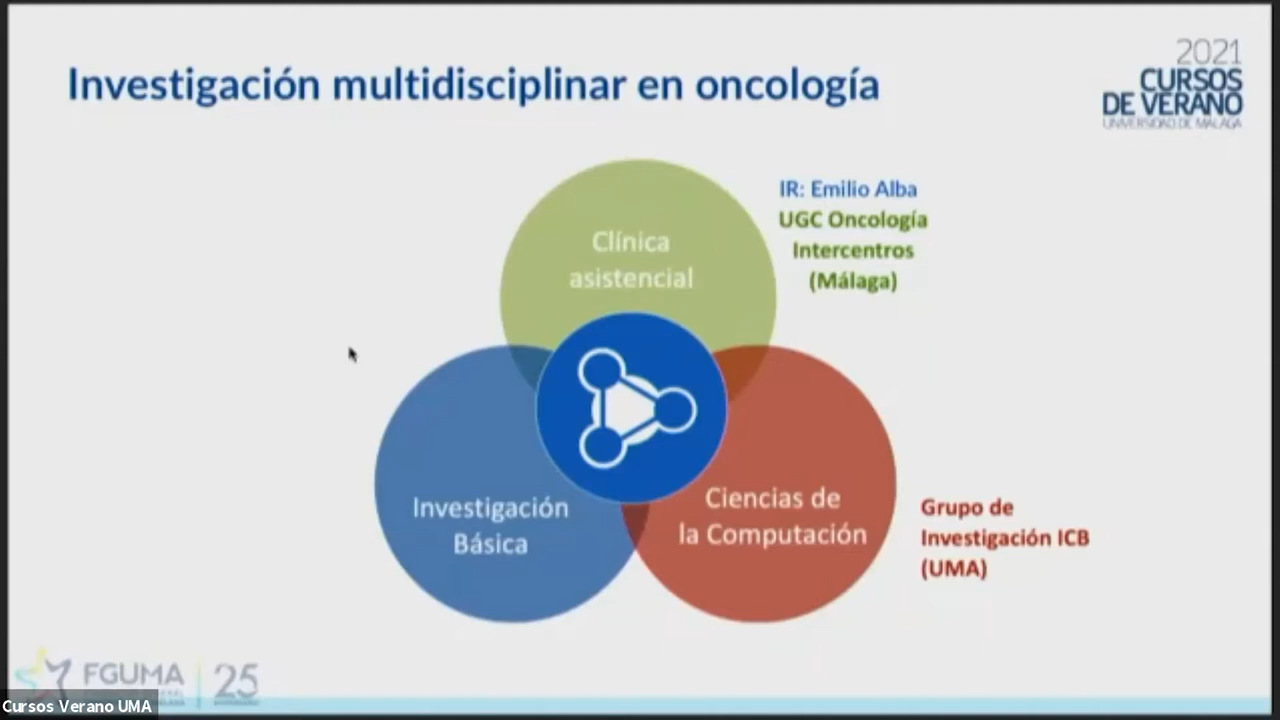 Investigación multidisciplinar en oncología
2021
CURSOS
DE VERANO
UNIVERSIDAD DE MÁLAGA
Clínica
asistencial
IR: Emilio Alba
UGC Oncología
Intercentros
(Málaga)
Investigación
Básica
Ciencias de
la Computación
Grupo de
Investigación ICB
(UMA)
FGUMA
25
Cursos Verano UMA